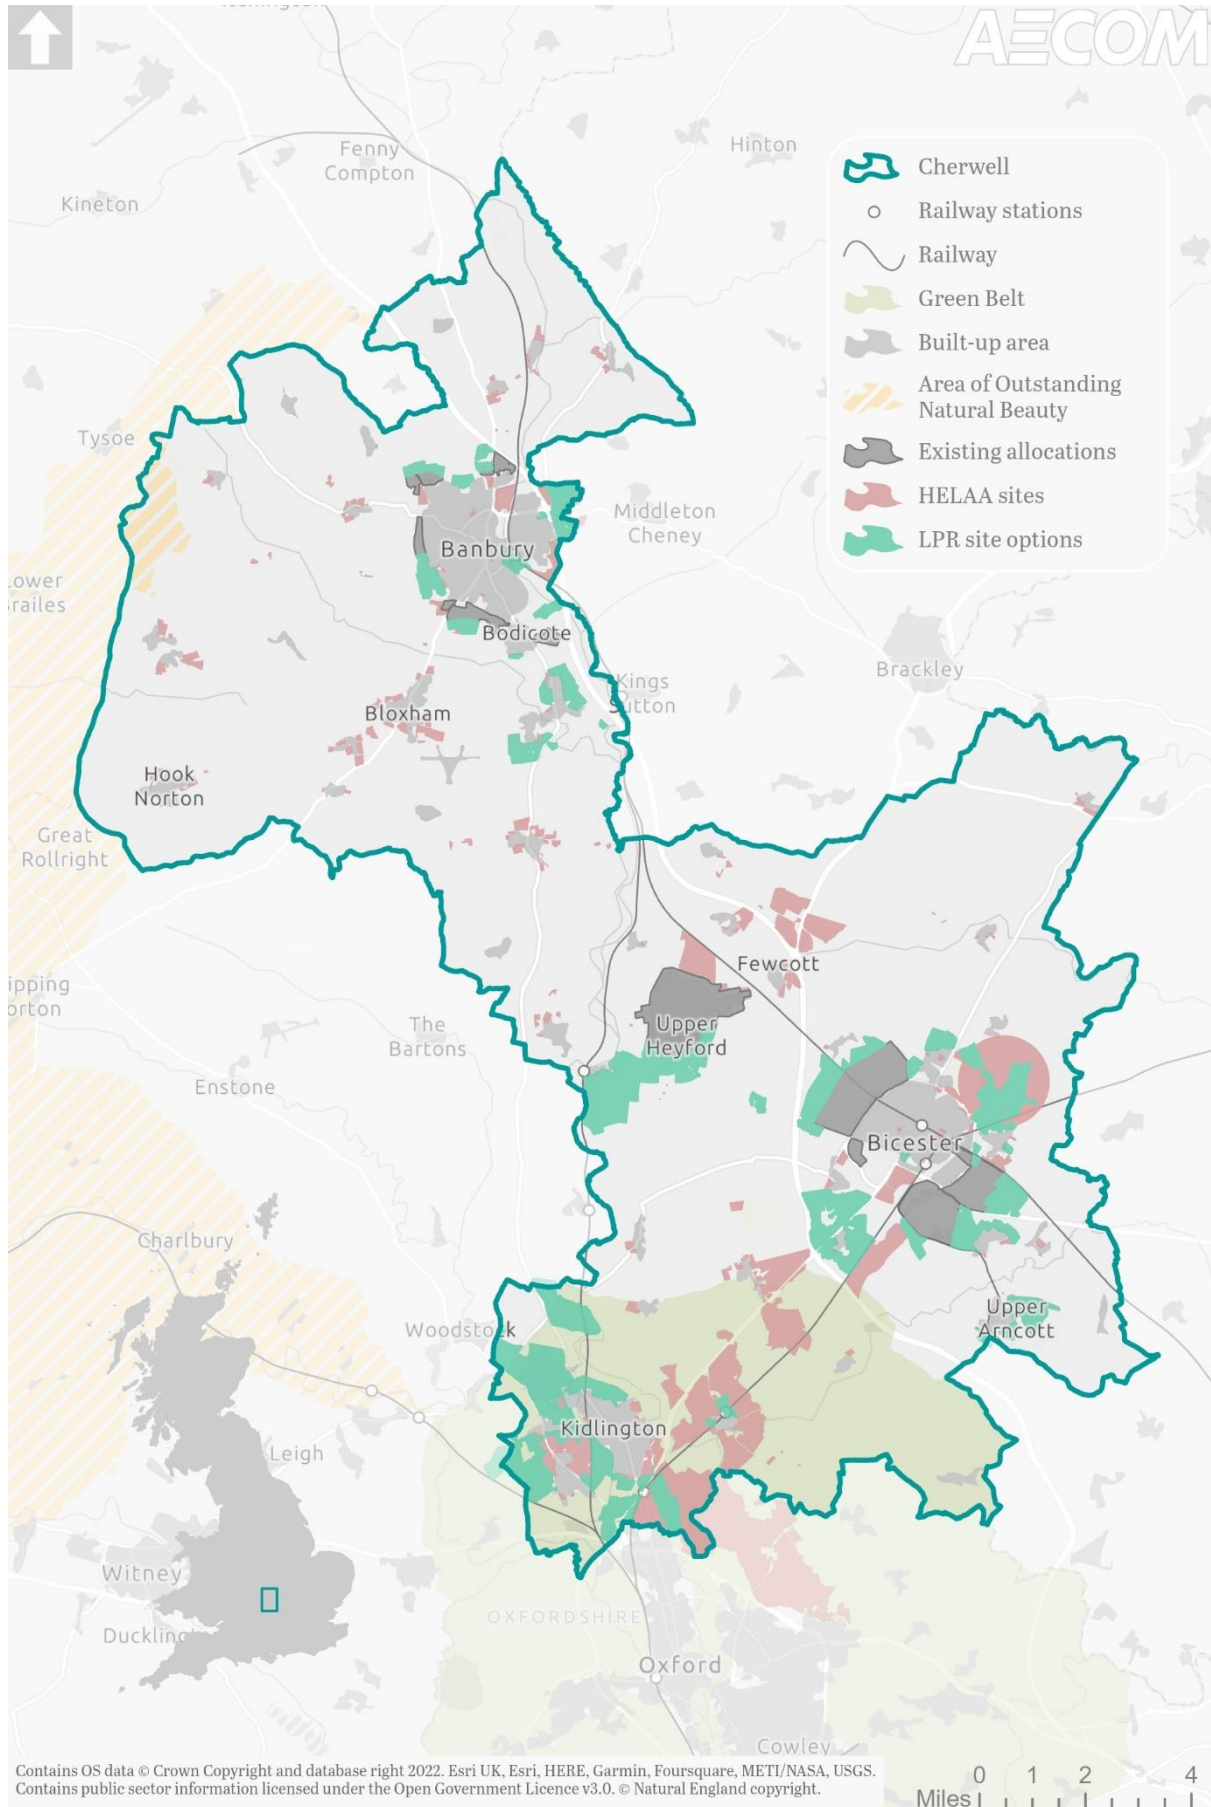 AECOM
Hinton
Fenny
Compton
Kineton
Cherwell
Railway stations
Railway
Green Belt
Built-up area
Area of Outstanding
Natural Beauty
Existing allocations
HELAA sites
LPR site options
Tysoe
Middleton
Cheney
Banbury
Brailes
Bodicote
Brackley
Kings
Sutton
Bloxham
Hook
Norton
Great
Rollright
Fewcott
ipping
orton
Upper
Heyford
The
Bartons
Enstone
Bicester
Charlbury
Upper
Arncott
Woodstock
Kidlington
Leigh
Witney
OXFORDSHIRE
Oxford
Cowley
Contains OS data © Crown Copyright and database right 2022. Esri UK, Esri, HERE, Garmin, Foursquare, METI/NASA, USGS.
Contains public sector information licensed under the Open Government Licence v3.0. © Natural England copyright.
0 1 2 4
Miles